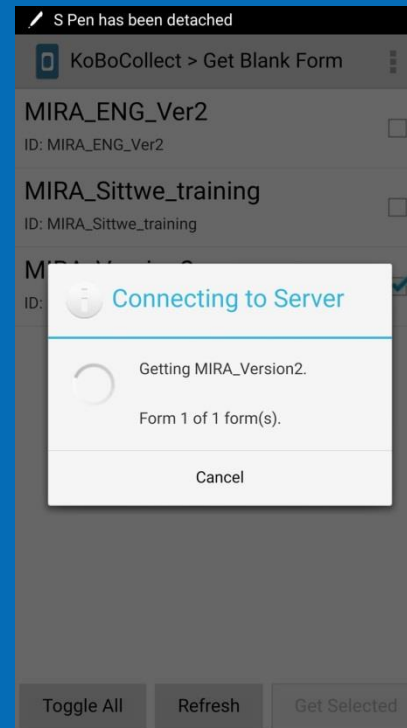 S Pen has been detached
KoBoCollect > Get Blank Form
MIRA_ENG_Ver2
ID: MIRA_ENG_Ver2
MIRA_Sittwe_training
ID: MIRA_Sittwe_training
ID:
Connecting to Server
Getting MIRA_Version2.
Form 1 of 1 form(s).
Cancel
Toggle All Refresh Get Selected